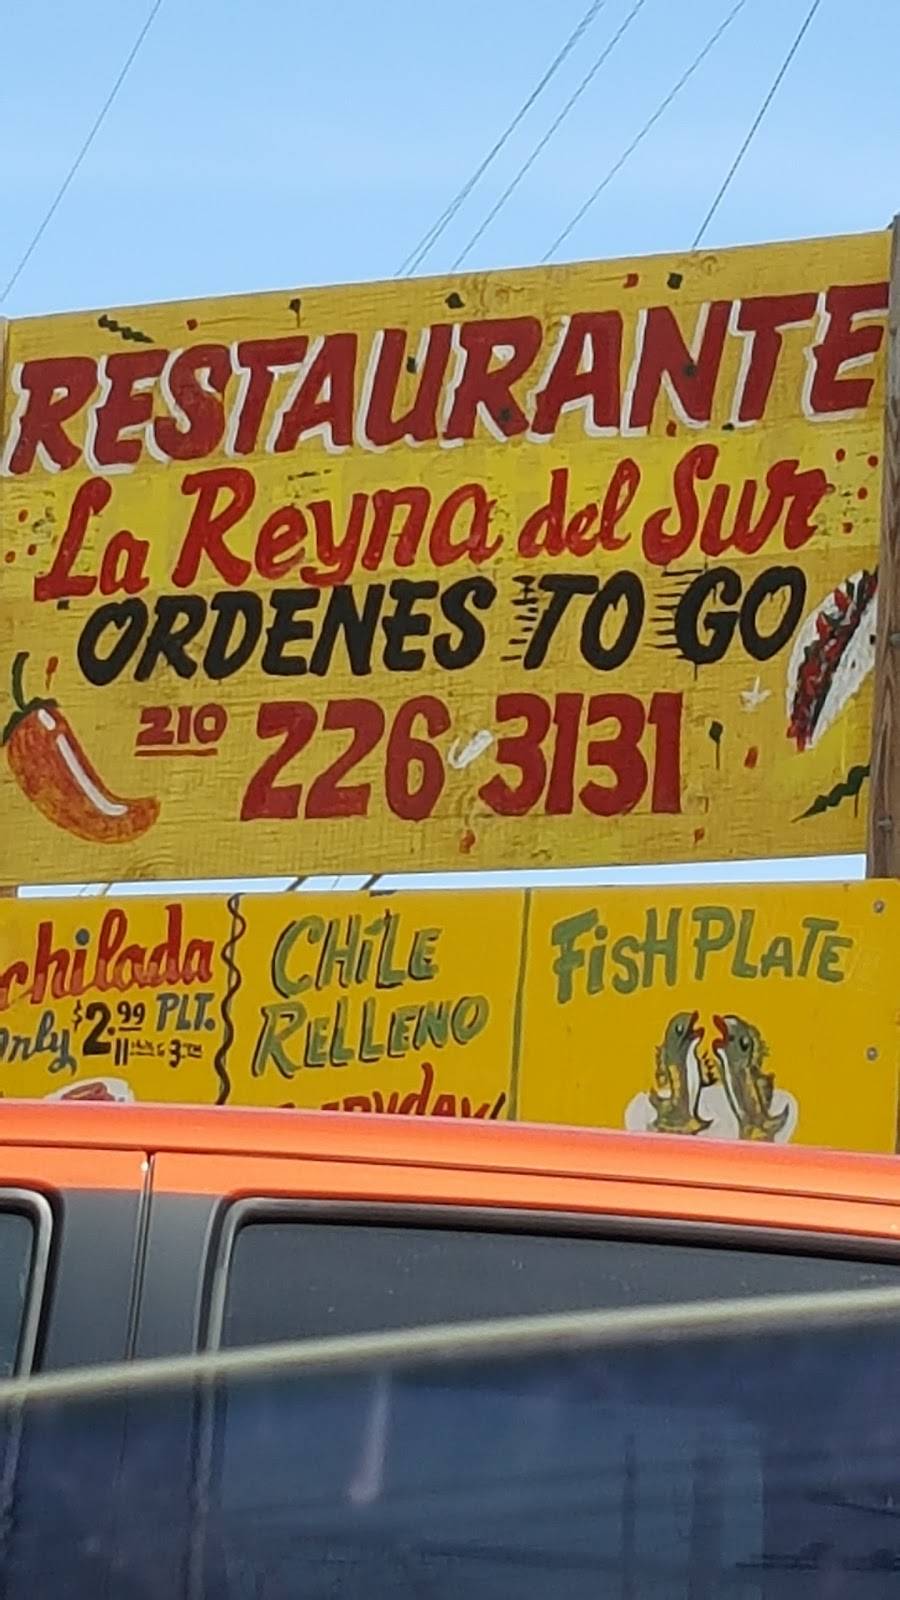 RESTAURANTE
La Reyna del Sur
ORDENES TO GO
210 226-3131
chilada
only $2.99 PLT.
CHiLE
RELLENO
FisH PLATE